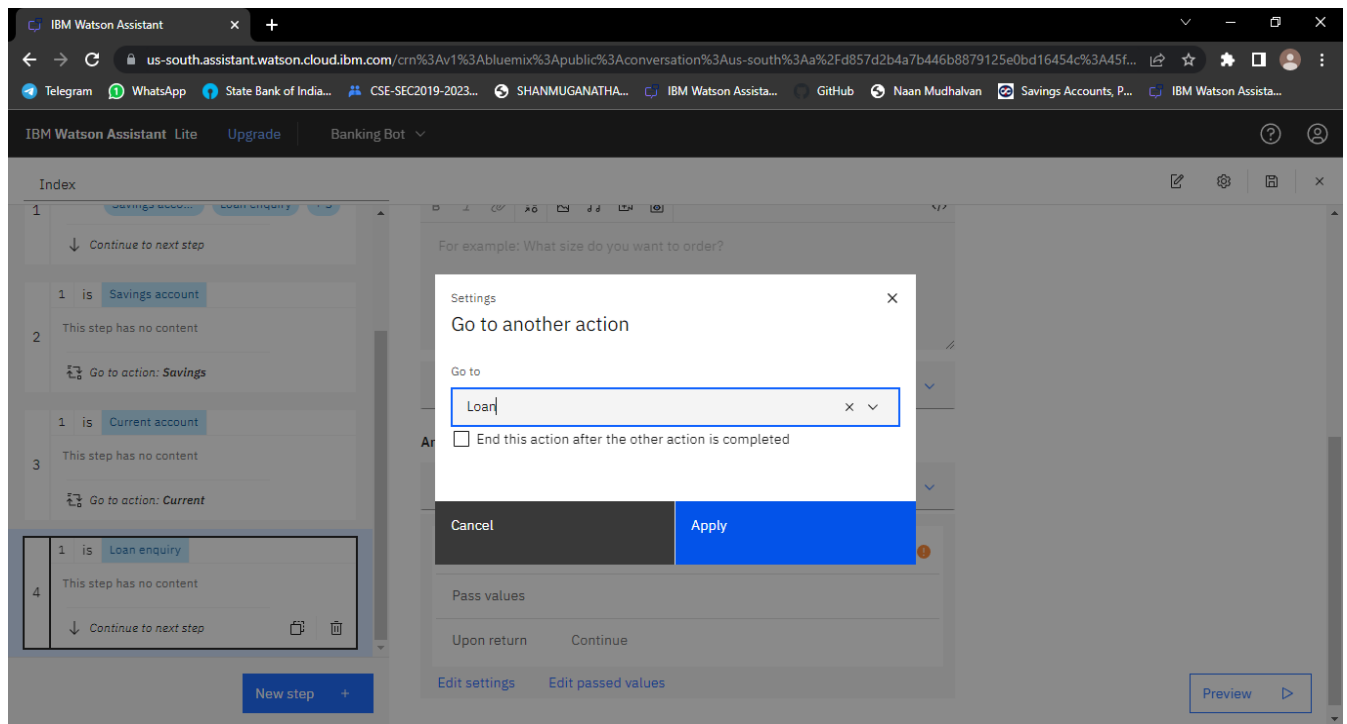 IBM Watson Assistant
us-south.assistant.watson.cloud.ibm.com/crn%3Av1%3Abluemix%3Apublic%3Aconversation%3Aus-south%3Aa%2Fd857d2b4a7b446b8879125e0bd16454c%3A45f...
Telegram WhatsApp State Bank of India... CSE-SEC2019-2023... SHANMUGANATHA... IBM Watson Assista... GitHub Naan Mudhalvan Savings Accounts, P... IBM Watson Assista...
IBM Watson Assistant Lite Upgrade Banking Bot
Index
1 Savings acco... Loan enquiry + 3
Continue to next step
1 is Savings account
2 This step has no content
Go to action: Savings
1 is Current account
3 This step has no content
Go to action: Current
1 is Loan enquiry
4 This step has no content
Continue to next step
New step +
B I
For example: What size do you want to order?
Settings
Go to another action
Go to
Loan
End this action after the other action is completed
Cancel Apply
Pass values
Upon return Continue
Edit settings Edit passed values
Preview